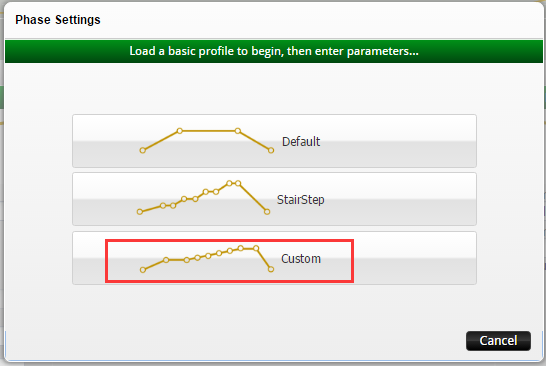 Phase Settings
Load a basic profile to begin, then enter parameters...
Default
StairStep
Custom
Cancel